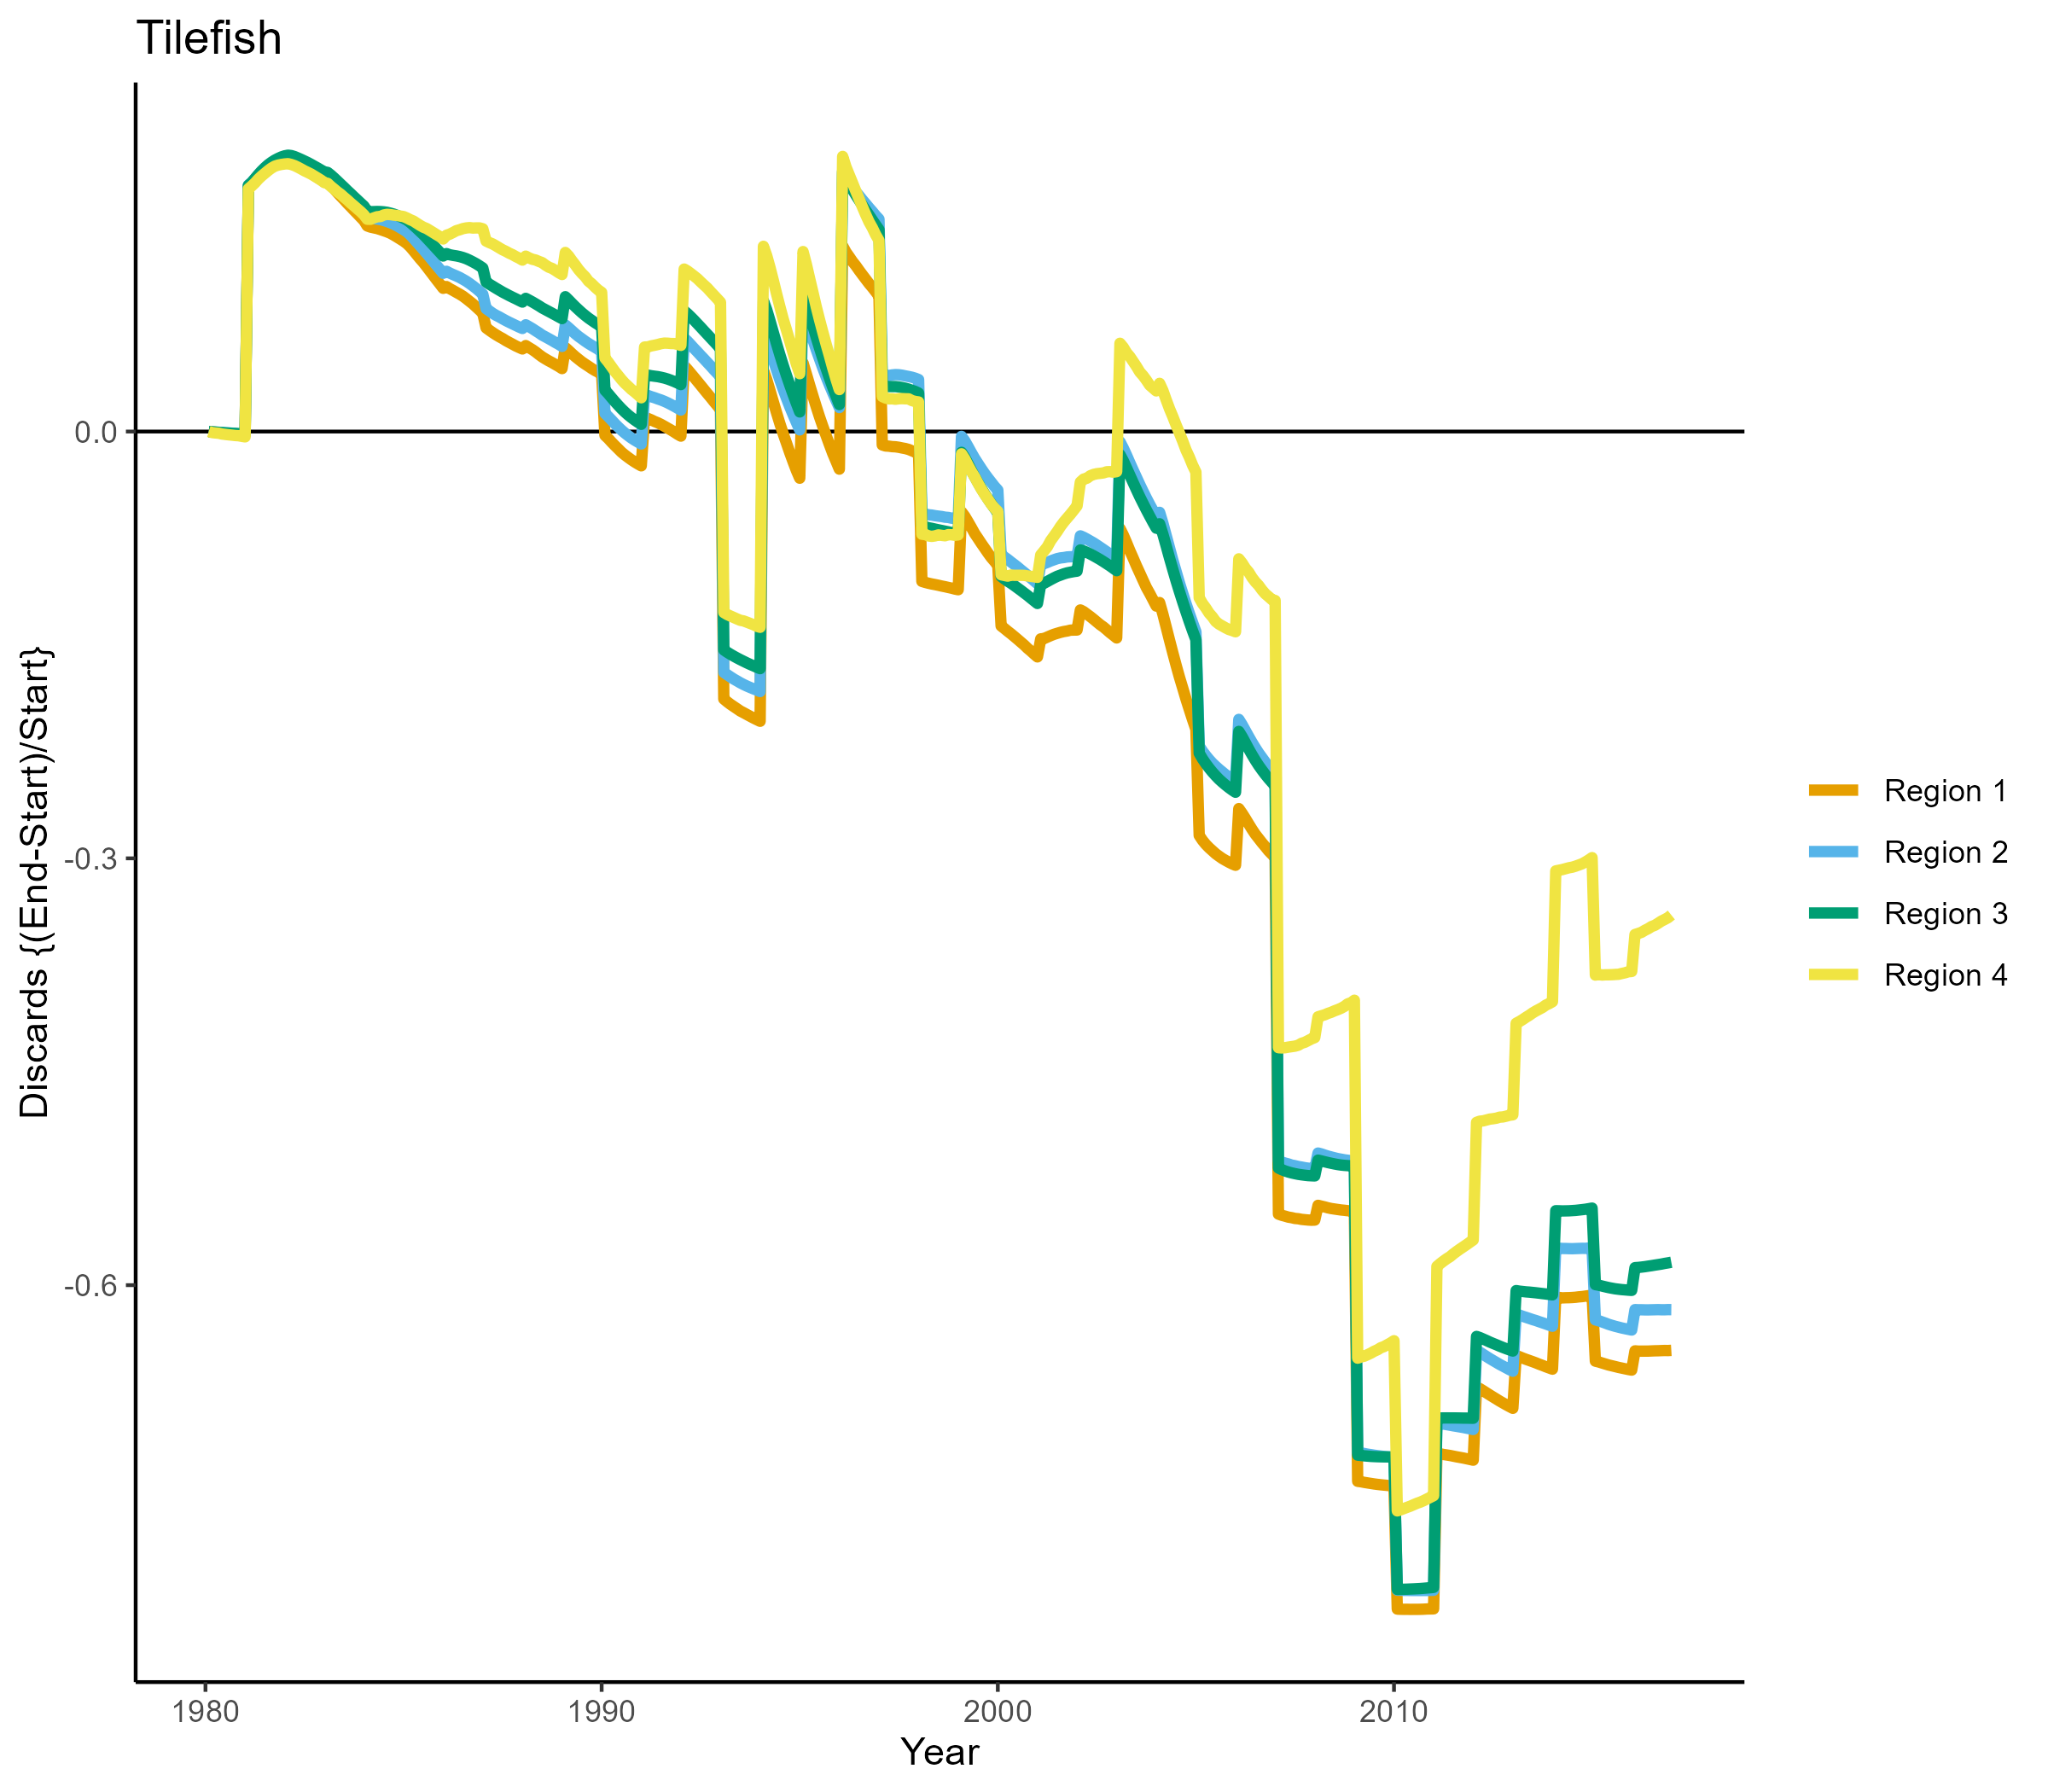 Tilefish
Discards {(End-Start)/Start}
0.0
-0.3
-0.6
1980
1990
2000
2010
Year
Region 1
Region 2
Region 3
Region 4